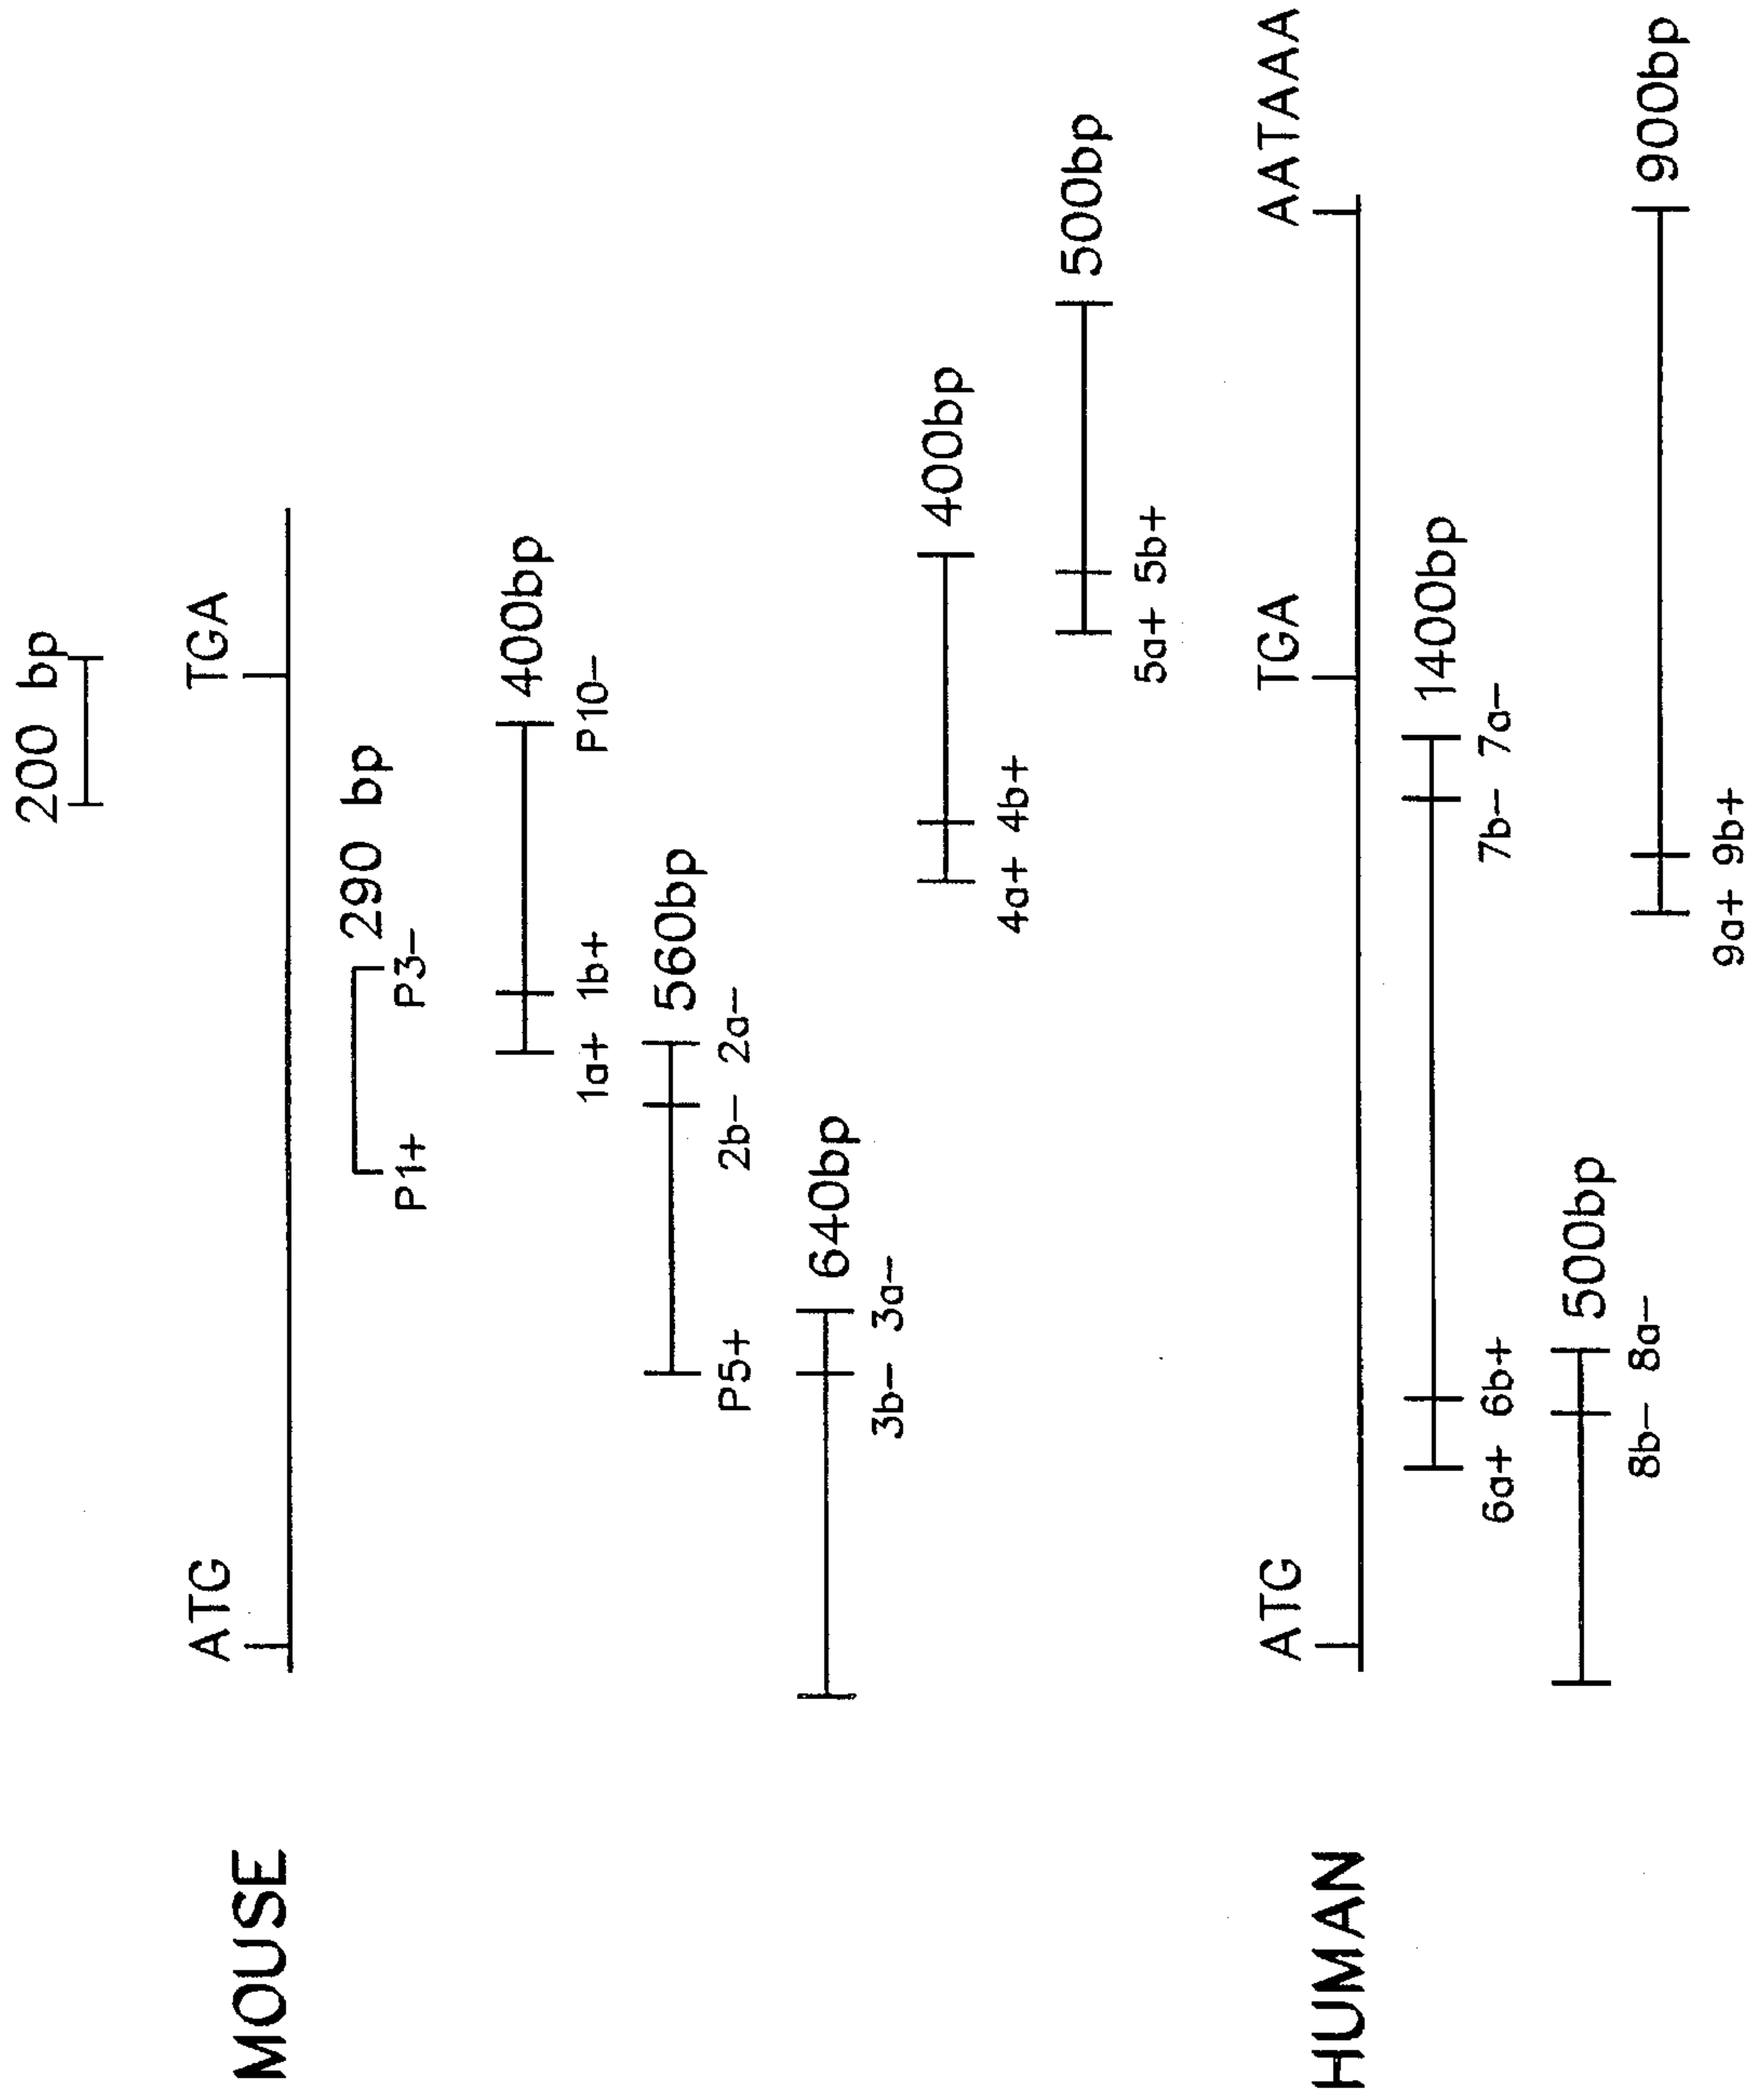 200 bp
MOUSE
ATG TGA
290 bp
P1+ P3−
400bp
1a+ 1b+ P10−
560bp
P5+ 2b− 2a−
640bp
3b− 3a−
400bp
4a+ 4b+
500bp
5a+ 5b+
HUMAN
ATG TGA AATAAA
1400bp
6a+ 6b+ 7b− 7a−
500bp
8b− 8a−
900bp
9a+ 9b+